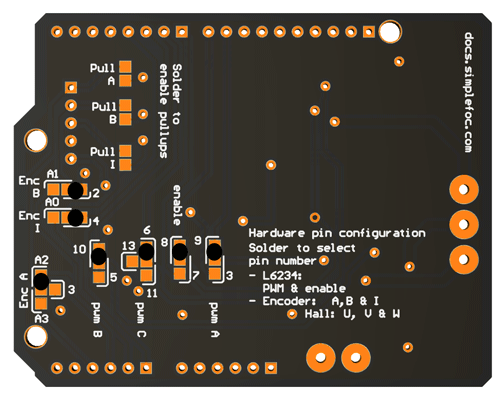 docs.simplefoc.com
Pull
A
Pull
B
Pull
I
Solder to
enable pullups
Enc
B
A1
2
Enc
I
A0
4
enable
Enc A
A2
3
A3
10
5
pwm B
6
13
11
pwm C
8
7
9
3
pwm A
Hardware pin configuration
Solder to select
pin number
- L6234:
PWM & enable
- Encoder: A,B & I
Hall: U, V & W